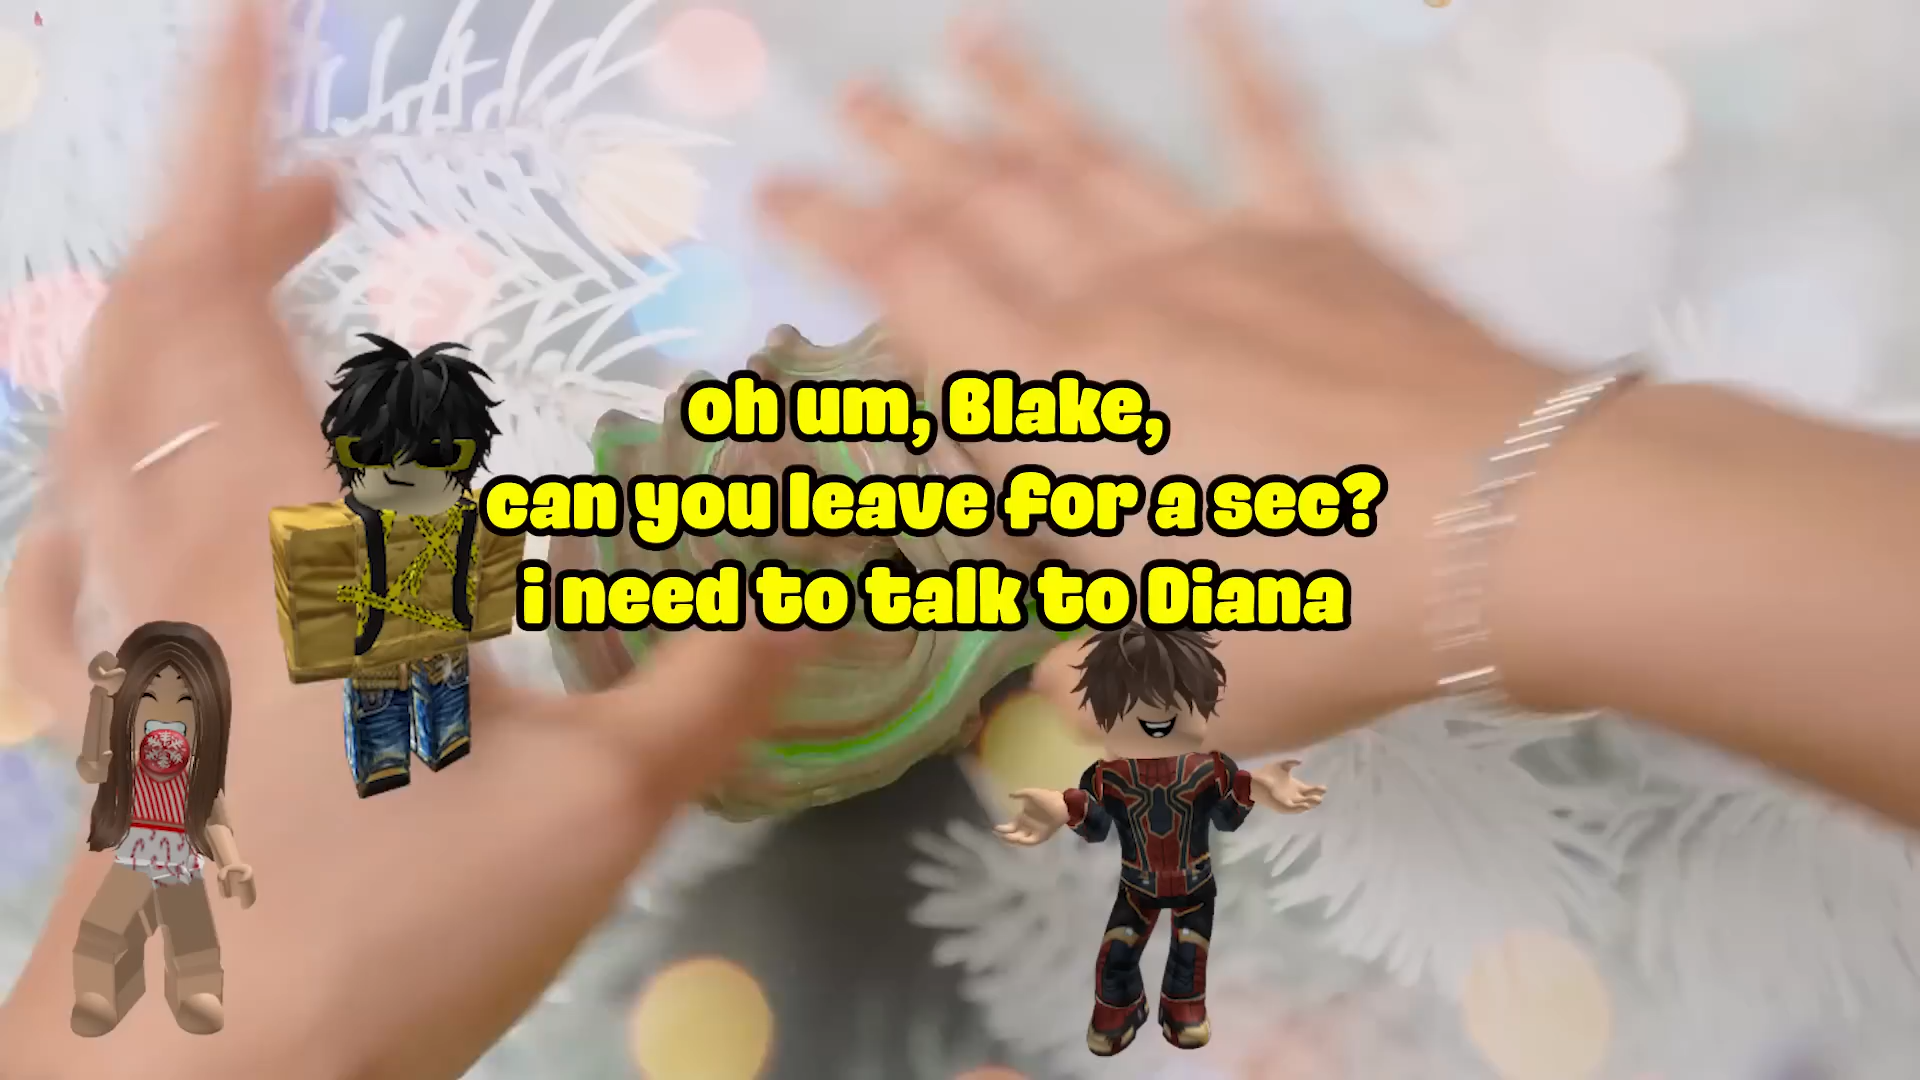 oh um, Blake,
can you leave for a sec?
i need to talk to Diana